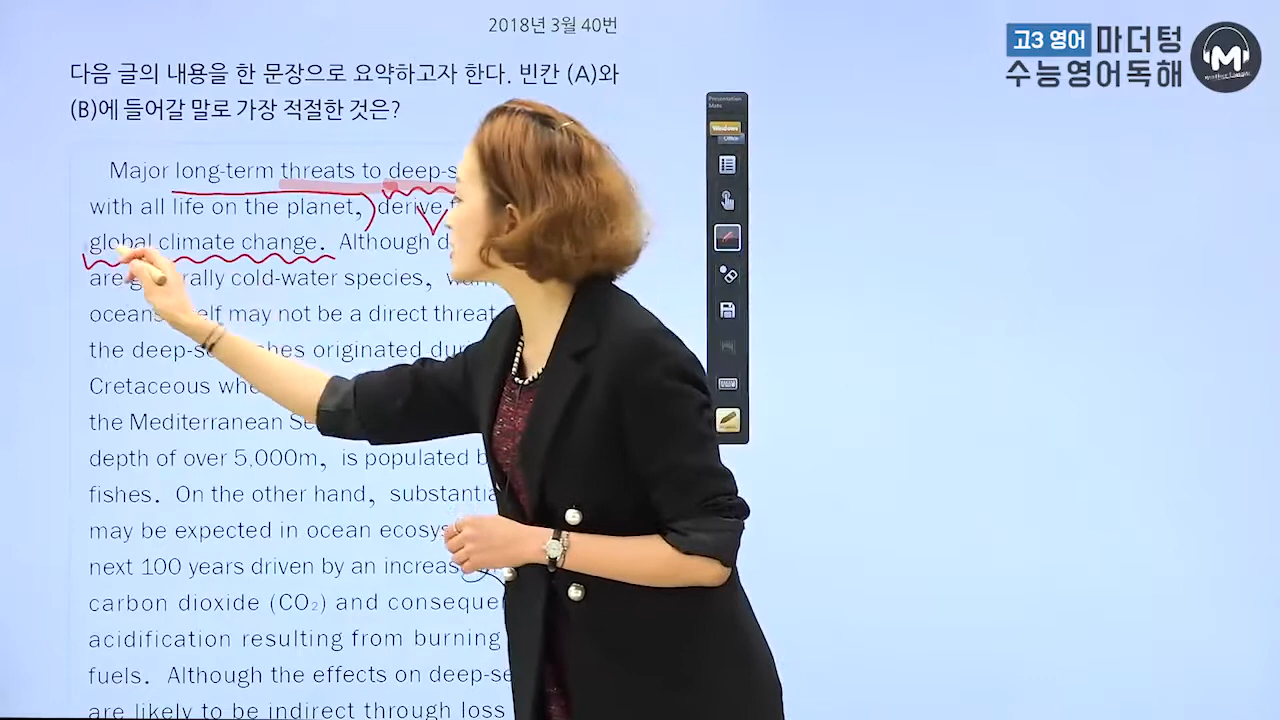 2018년 3월 40번
고3 영어 마더텅
수능영어독해
다음 글의 내용을 한 문장으로 요약하고자 한다. 빈칸 (A)와
(B)에 들어갈 말로 가장 적절한 것은?
Major long-term threats to deep-s
with all life on the planet, derive
global climate change. Although d
are rally cold-water species,
oceans may not be a direct threat
the deep-s originated du
Cretaceous whe
the Mediterranean Se
depth of over 5,000m, is populated b
fishes. On the other hand, substantia
may be expected in ocean ecosys
next 100 years driven by an increas
carbon dioxide (CO₂) and consequen
acidification resulting from burning
fuels. Although the effects on deep-se
are likely to be indirect through loss
Presentation
Mate
Windows
Office